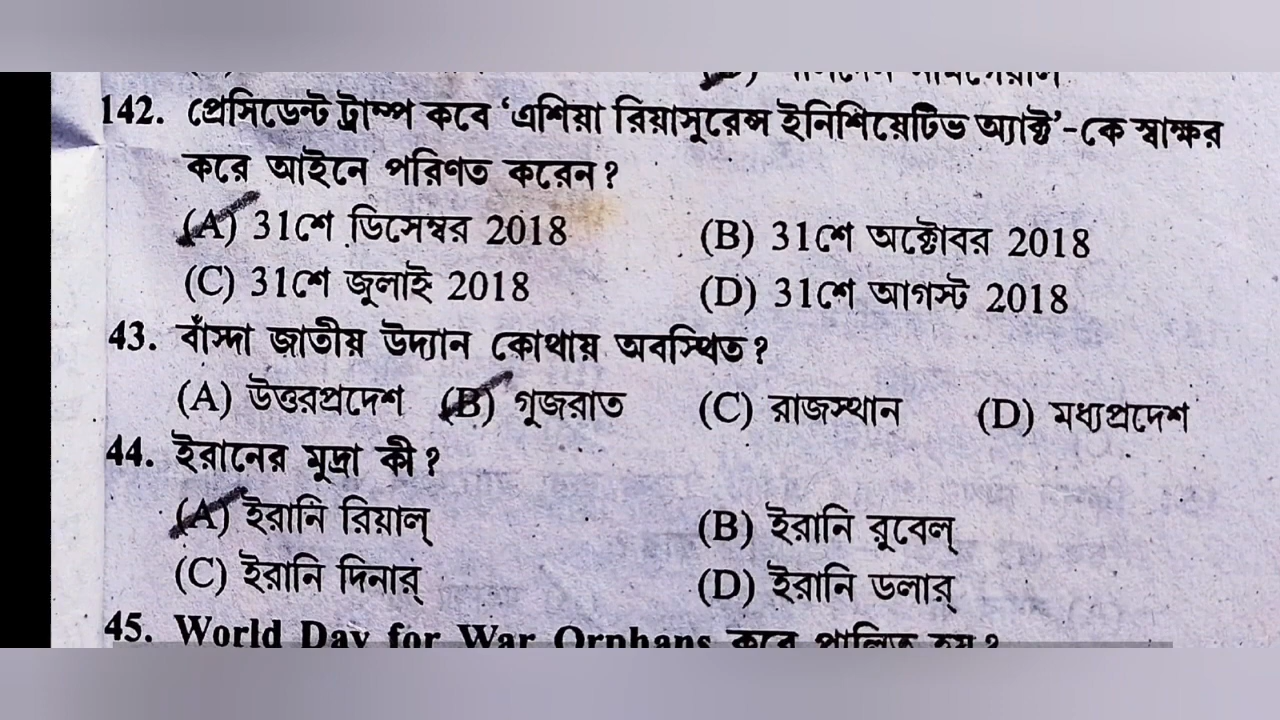 142. প্রেসিডেন্ট ট্রাম্প কবে ‘এশিয়া রিয়াসুরেন্স ইনিশিয়েটিভ অ্যাক্ট’-কে স্বাক্ষর
করে আইনে পরিণত করেন ?
(A) 31শে ডিসেম্বর 2018 (B) 31শে অক্টোবর 2018
(C) 31শে জুলাই 2018 (D) 31শে আগস্ট 2018
43. বাঁস্দা জাতীয় উদ্যান কোথায় অবস্থিত ?
(A) উত্তরপ্রদেশ (B) গুজরাত (C) রাজস্থান (D) মধ্যপ্রদেশ
44. ইরানের মুদ্রা কী ?
(A) ইরানি রিয়াল্ (B) ইরানি রুবেল্
(C) ইরানি দিনার্ (D) ইরানি ডলার্
45. World Day for War Orphans কবে পালিত হয় ?